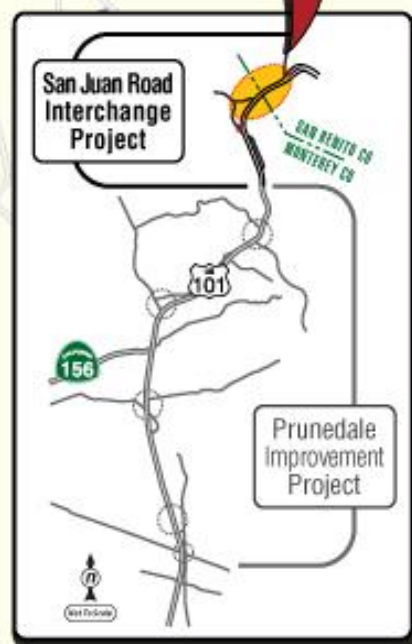 San Juan Road
Interchange
Project
SAN BENITO CO
MONTEREY CO
101
156
Prunedale
Improvement
Project
n
Not To Scale